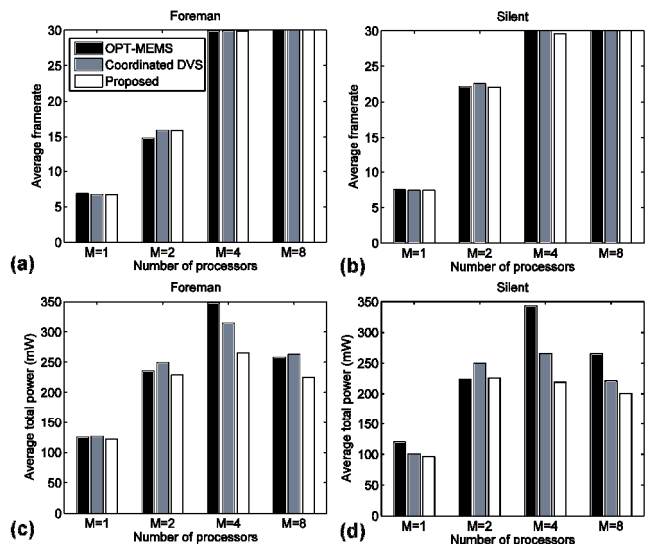 Foreman
Average framerate
30
25
20
15
10
5
0
OPT-MEMS
Coordinated DVS
Proposed
M=1 M=2 M=4 M=8
Number of processors
(a)
Silent
Average framerate
30
25
20
15
10
5
0
M=1 M=2 M=4 M=8
Number of processors
(b)
Foreman
Average total power (mW)
350
300
250
200
150
100
50
0
M=1 M=2 M=4 M=8
Number of processors
(c)
Silent
Average total power (mW)
350
300
250
200
150
100
50
0
M=1 M=2 M=4 M=8
Number of processors
(d)